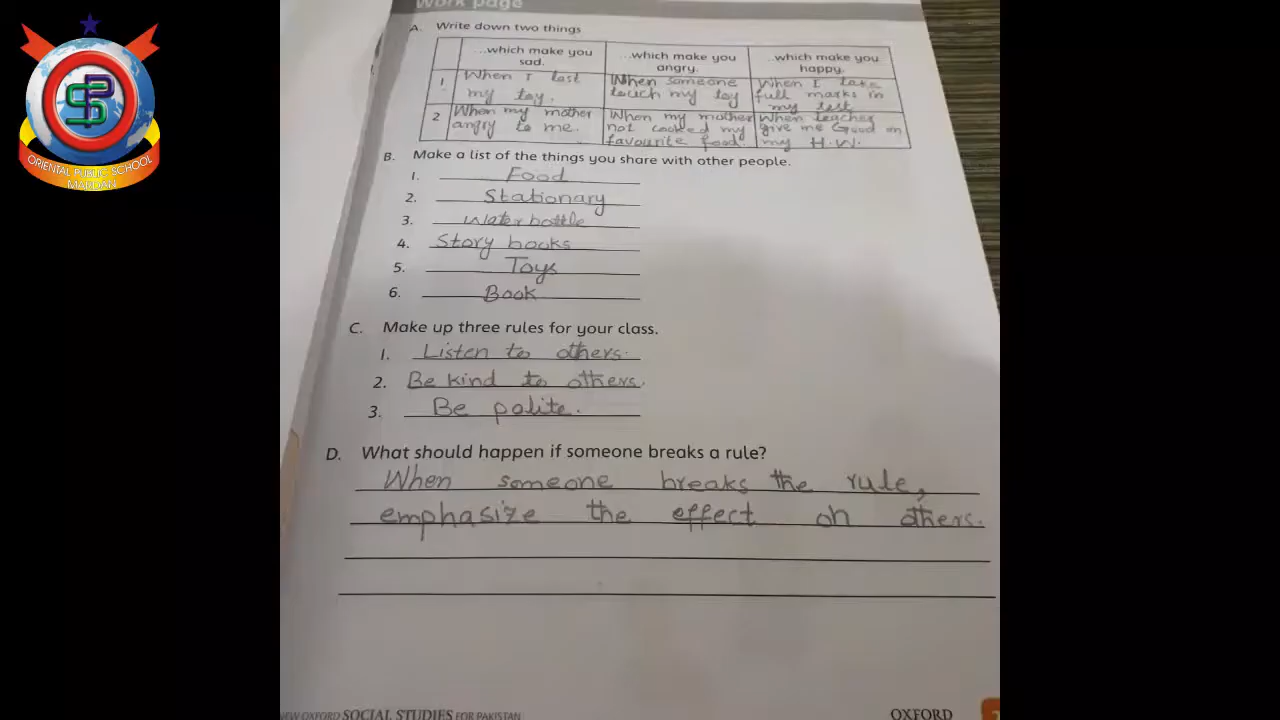 Work page
A. Write down two things
...which make you sad. ...which make you angry. ...which make you happy.
1 When I lost my toy. When someone touch my toy When I take full marks in my test
2 When my mother angry to me. When my mother not cooked my favourite food. When teacher give me Good on my H.W.
B. Make a list of the things you share with other people.
1. Food
2. Stationary
3. Water bottle
4. Story books
5. Toys
6. Book
C. Make up three rules for your class.
1. Listen to others.
2. Be kind to others.
3. Be polite.
D. What should happen if someone breaks a rule?
When someone breaks the rule,
emphasize the effect on others.
NEW OXFORD SOCIAL STUDIES FOR PAKISTAN
OXFORD
ORIENTAL PUBLIC SCHOOL
MARDAN